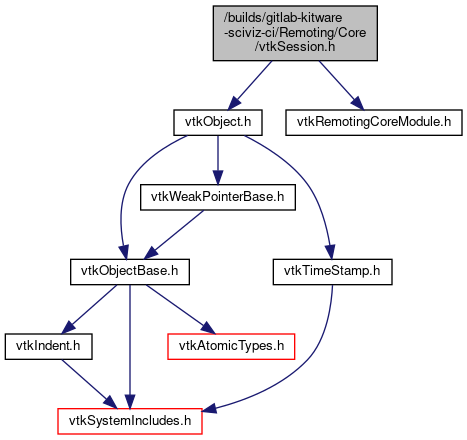 /builds/gitlab-kitware
-sciviz-ci/Remoting/Core
/vtkSession.h
vtkObject.h
vtkRemotingCoreModule.h
vtkWeakPointerBase.h
vtkObjectBase.h
vtkTimeStamp.h
vtkIndent.h
vtkAtomicTypes.h
vtkSystemIncludes.h